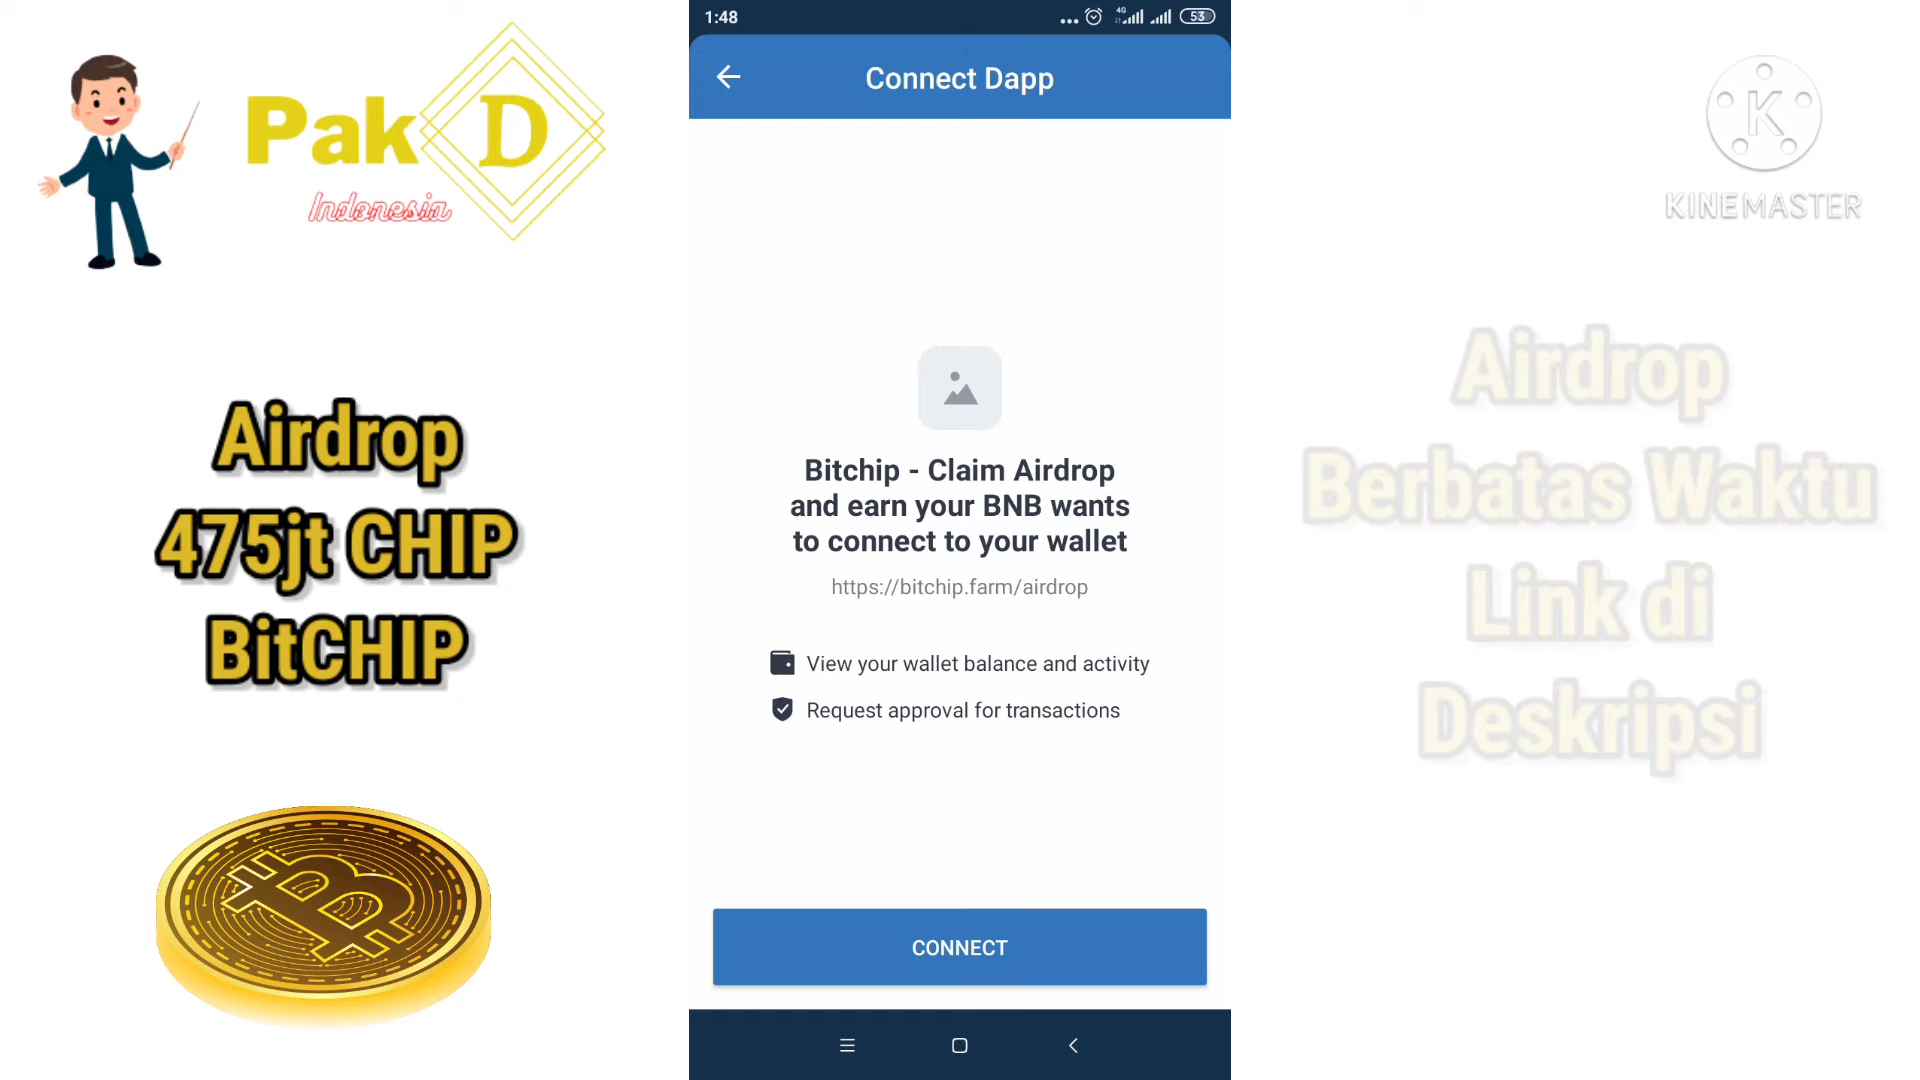 Pak D
Indonesia
Airdrop
475jt CHIP
BitCHIP
1:48
4G
53
Connect Dapp
Bitchip - Claim Airdrop
and earn your BNB wants
to connect to your wallet
https://bitchip.farm/airdrop
View your wallet balance and activity
Request approval for transactions
CONNECT
K
KINEMASTER
Airdrop
Berbatas Waktu
Link di
Deskripsi